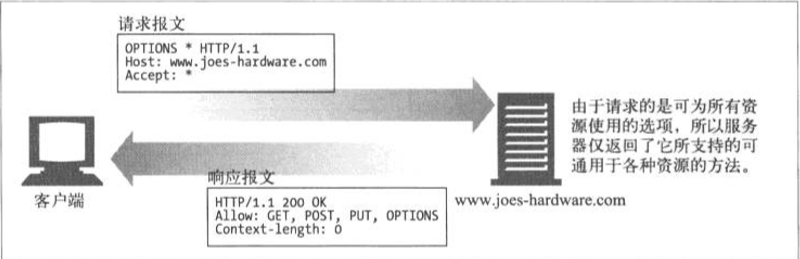 请求报文
OPTIONS * HTTP/1.1
Host: www.joes-hardware.com
Accept: *
由于请求的是可为所有资
源使用的选项，所以服务
器仅返回了它所支持的可
通用于各种资源的方法。
客户端
响应报文
HTTP/1.1 200 OK
Allow: GET, POST, PUT, OPTIONS
Context-length: 0
www.joes-hardware.com